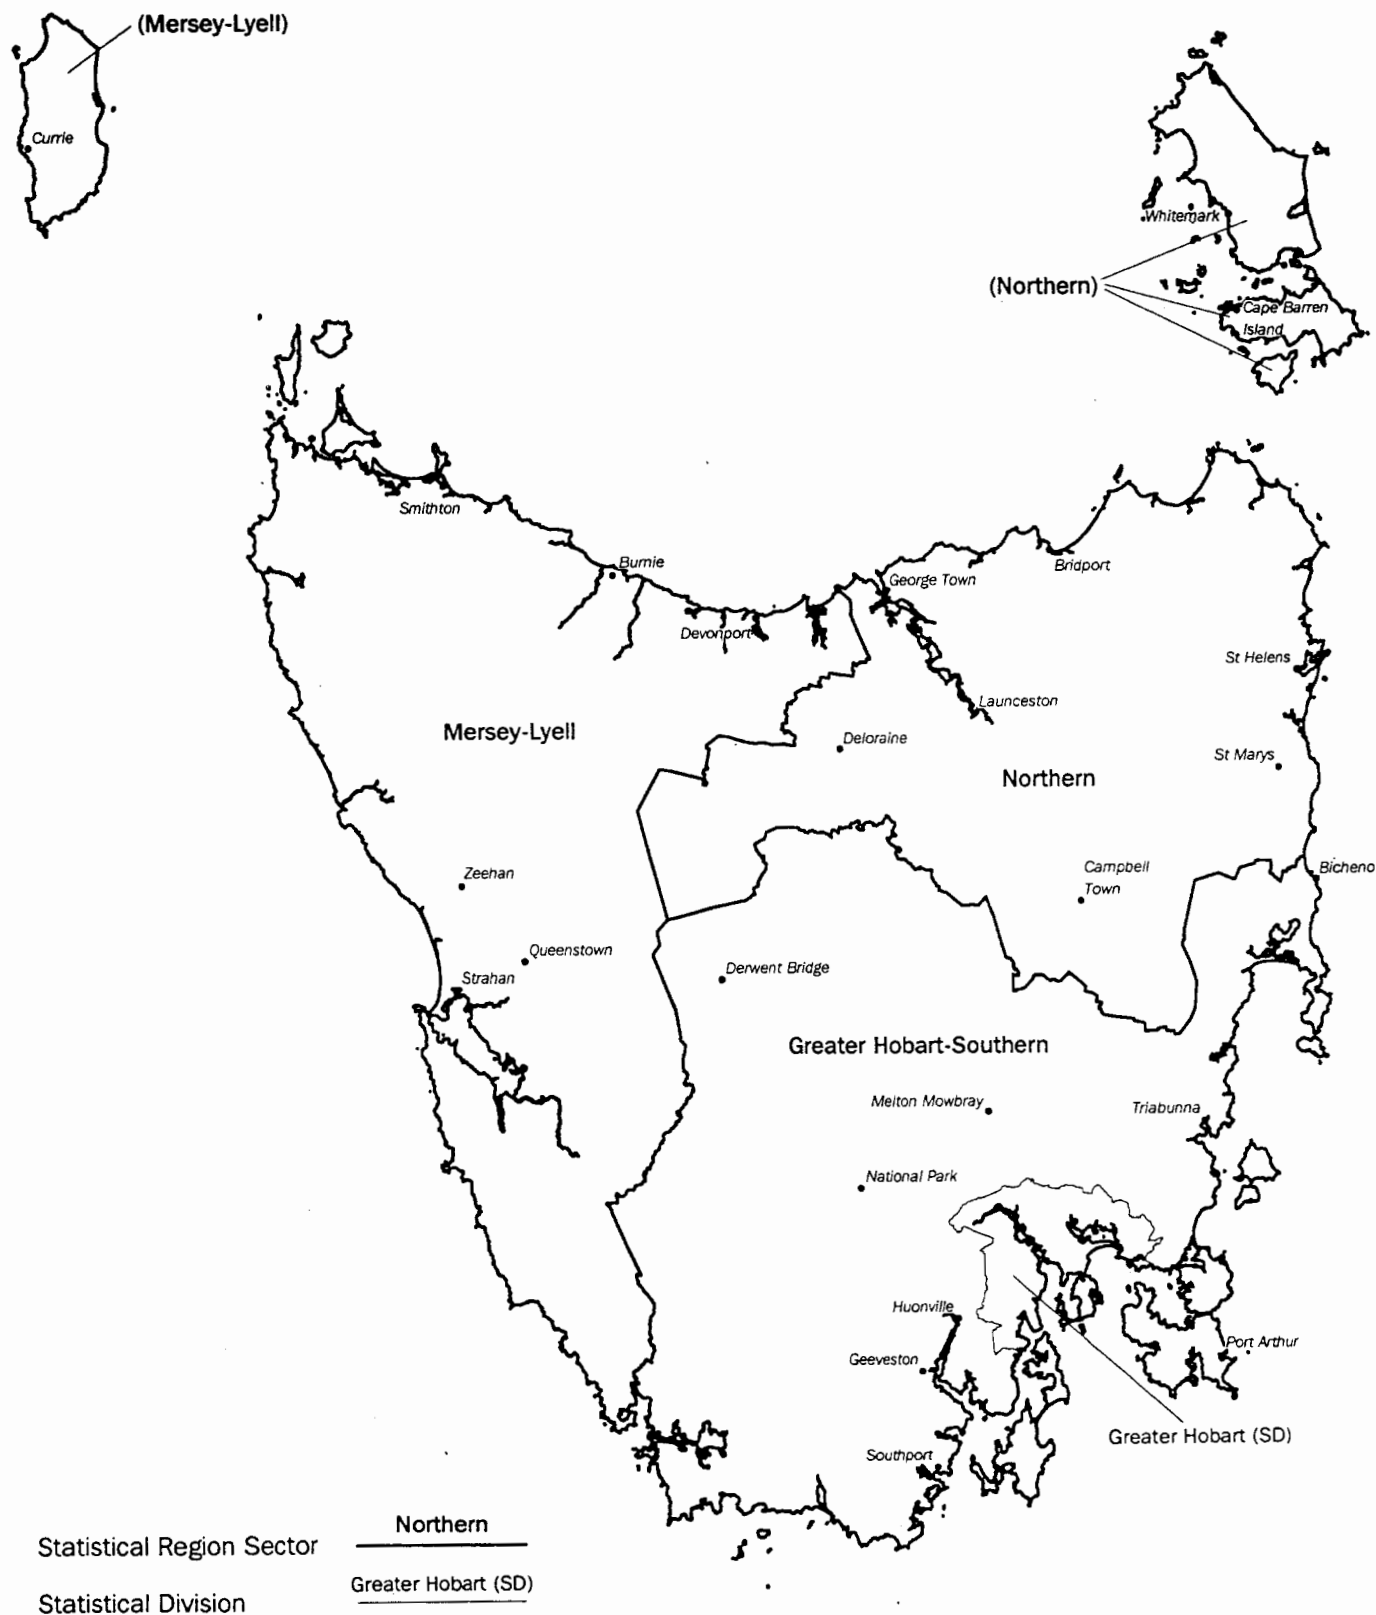 (Mersey-Lyell)
Currie
Whitemark
(Northern)
Cape Barren
Island
Smithton
Burnie
George Town
Bridport
Devonport
St Helens
Launceston
Mersey-Lyell
Deloraine
St Marys
Northern
Zeehan
Campbell
Town
Bicheno
Queenstown
Strahan
Derwent Bridge
Greater Hobart-Southern
Melton Mowbray
Triabunna
National Park
Huonville
Geeveston
Port Arthur
Greater Hobart (SD)
Southport
Northern
Statistical Region Sector
Greater Hobart (SD)
Statistical Division